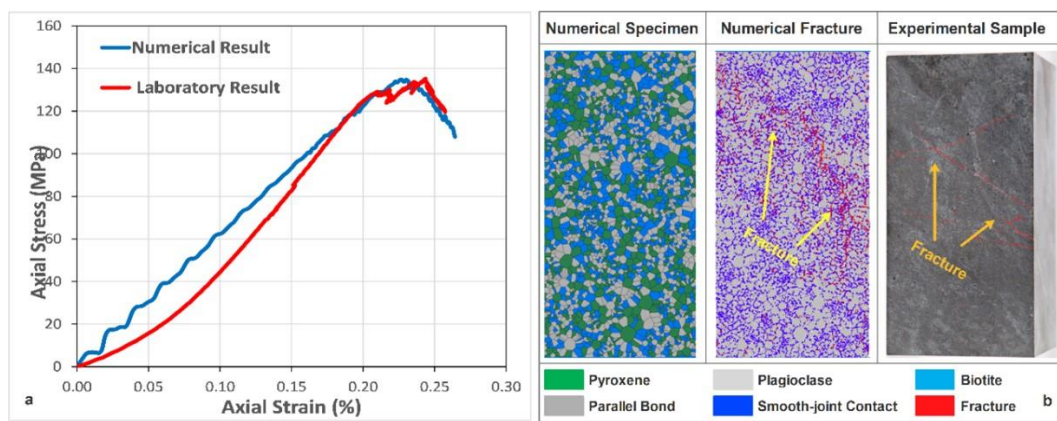 160
140
120
100
80
60
40
20
0
Axial Stress (MPa)
Numerical Result
Laboratory Result
0.00 0.05 0.10 0.15 0.20 0.25 0.30
Axial Strain (%)
a
Numerical Specimen Numerical Fracture Experimental Sample
Fracture
Fracture
Pyroxene Plagioclase Biotite
Parallel Bond Smooth-joint Contact Fracture
b